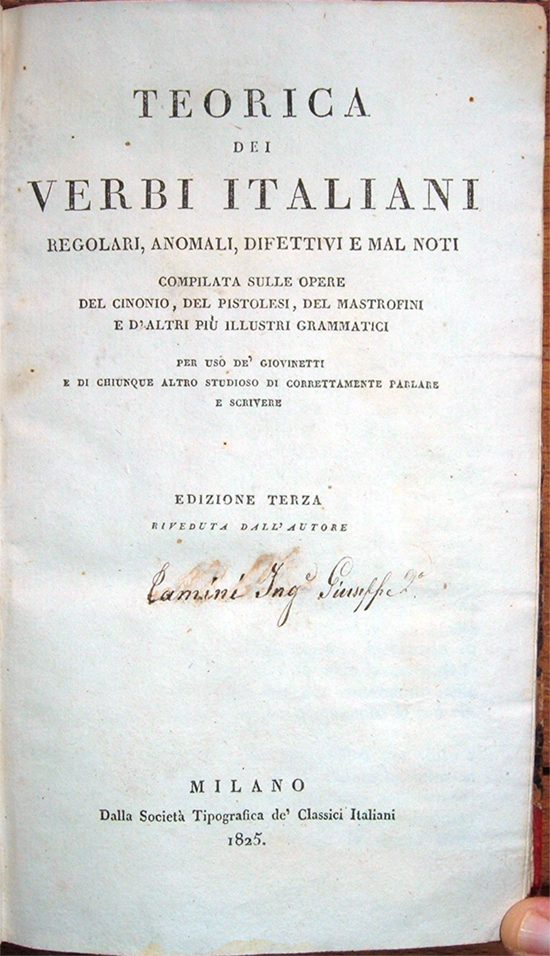 TEORICA
DEI
VERBI ITALIANI
REGOLARI, ANOMALI, DIFETTIVI E MAL NOTI
COMPILATA SULLE OPERE
DEL CINONIO, DEL PISTOLESI, DEL MASTROFINI
E D'ALTRI PIÙ ILLUSTRI GRAMMATICI
PER USO DE' GIOVINETTI
E DI CHIUNQUE ALTRO STUDIOSO DI CORRETTAMENTE PARLARE
E SCRIVERE
EDIZIONE TERZA
RIVEDUTA DALL'AUTORE
Ing.e Giuseppe
MILANO
Dalla Società Tipografica de' Classici Italiani
1825.